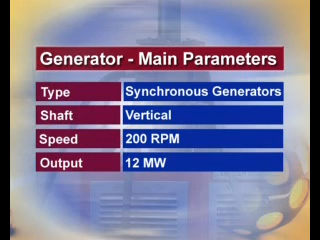 Generator - Main Parameters
Type Synchronous Generators
Shaft Vertical
Speed 200 RPM
Output 12 MW